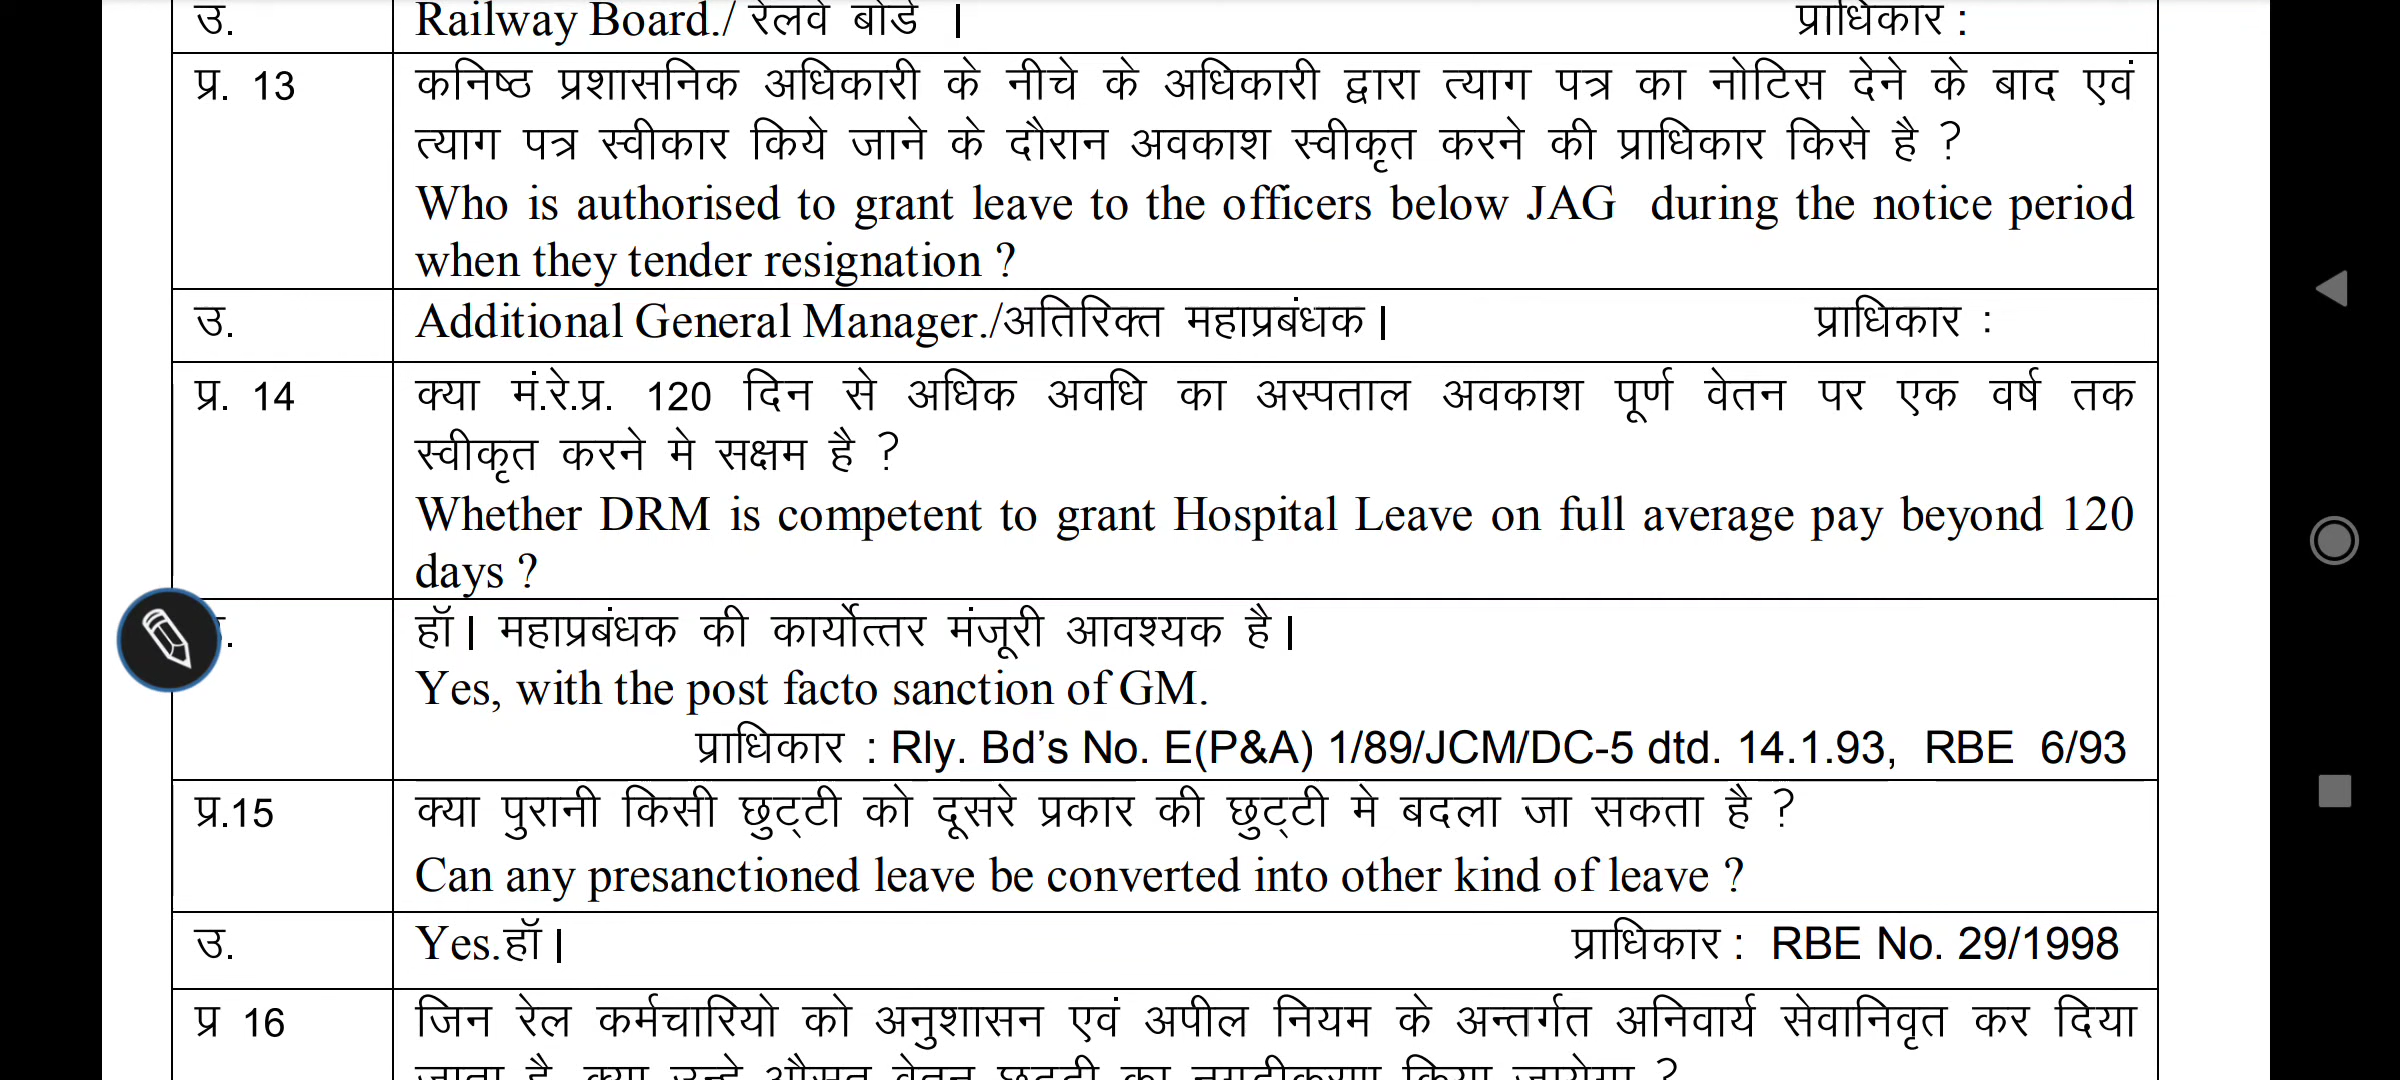 उ. Railway Board./ रेलवे बोर्ड । प्राधिकार :
प्र. 13 कनिष्ठ प्रशासनिक अधिकारी के नीचे के अधिकारी द्वारा त्याग पत्र का नोटिस देने के बाद एवं
त्याग पत्र स्वीकार किये जाने के दौरान अवकाश स्वीकृत करने की प्राधिकार किसे है ?
Who is authorised to grant leave to the officers below JAG during the notice period
when they tender resignation ?
उ. Additional General Manager./अतिरिक्त महाप्रबंधक। प्राधिकार :
प्र. 14 क्या मं.रे.प्र. 120 दिन से अधिक अवधि का अस्पताल अवकाश पूर्ण वेतन पर एक वर्ष तक
स्वीकृत करने मे सक्षम है ?
Whether DRM is competent to grant Hospital Leave on full average pay beyond 120
days ?
हॉ। महाप्रबंधक की कार्योत्तर मंजूरी आवश्यक है।
Yes, with the post facto sanction of GM.
प्राधिकार : Rly. Bd’s No. E(P&A) 1/89/JCM/DC-5 dtd. 14.1.93, RBE 6/93
प्र.15 क्या पुरानी किसी छुट्टी को दूसरे प्रकार की छुट्टी मे बदला जा सकता है ?
Can any presanctioned leave be converted into other kind of leave ?
उ. Yes.हॉ। प्राधिकार : RBE No. 29/1998
प्र 16 जिन रेल कर्मचारियो को अनुशासन एवं अपील नियम के अन्तर्गत अनिवार्य सेवानिवृत कर दिया
जाता है, क्या उन्हे औसत वेतन छुट्टी का नगदीकरण किया जायेगा ?